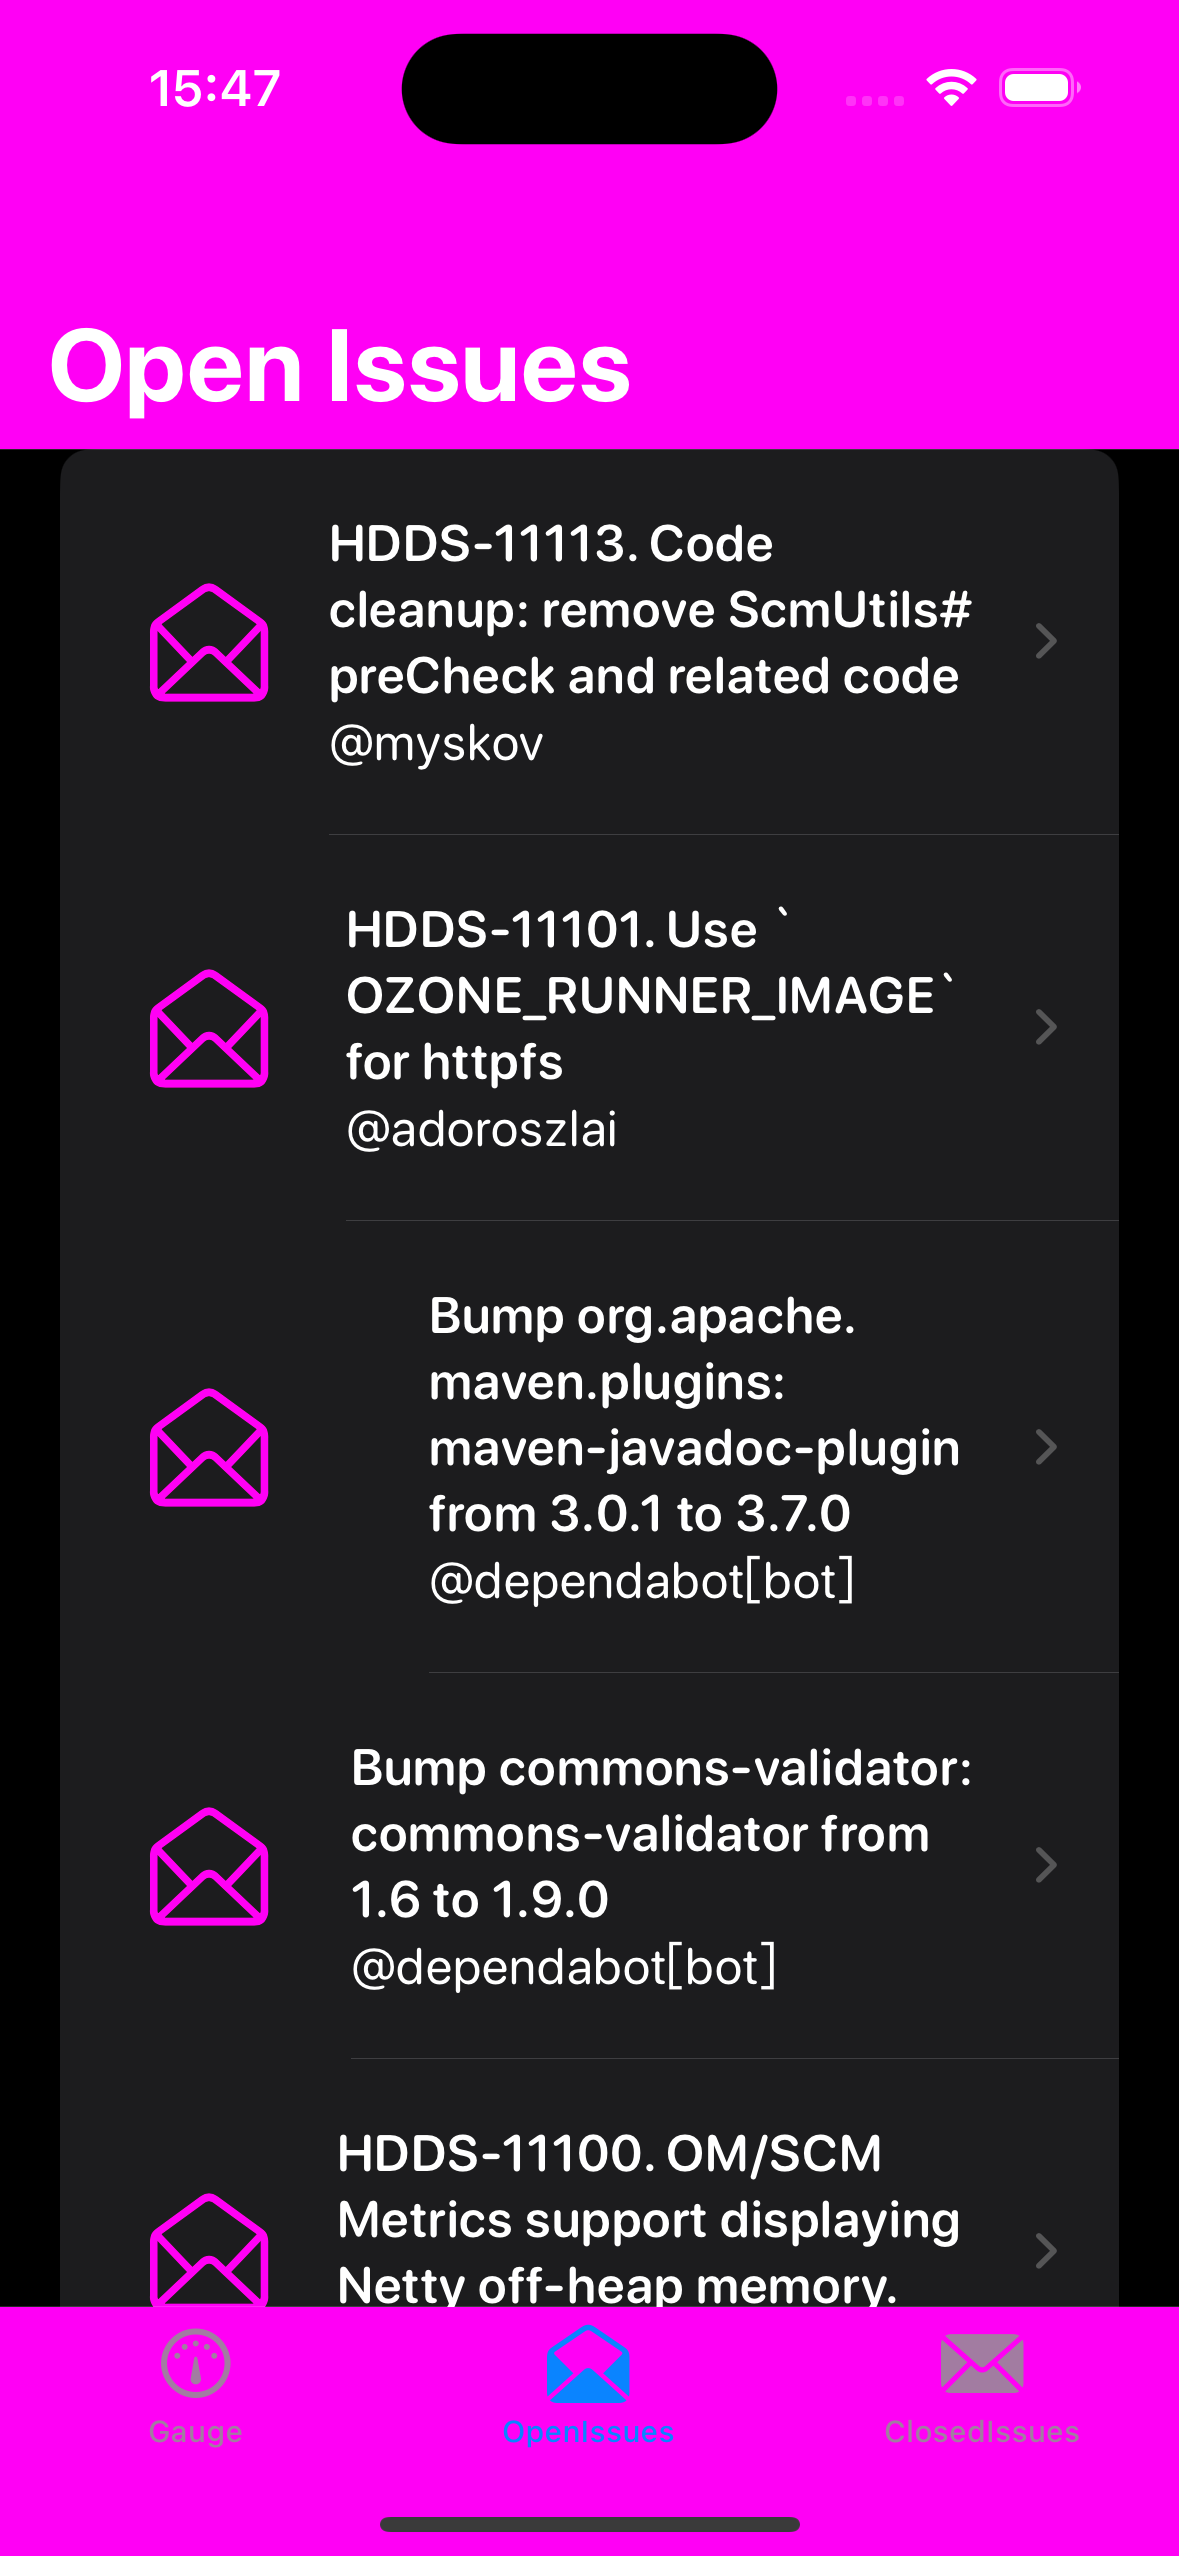 15:47
Open Issues
HDDS-11113. Code
cleanup: remove ScmUtils#
preCheck and related code
@myskov
HDDS-11101. Use `
OZONE_RUNNER_IMAGE`
for httpfs
@adoroszlai
Bump org.apache.
maven.plugins:
maven-javadoc-plugin
from 3.0.1 to 3.7.0
@dependabot[bot]
Bump commons-validator:
commons-validator from
1.6 to 1.9.0
@dependabot[bot]
HDDS-11100. OM/SCM
Metrics support displaying
Netty off-heap memory.
Gauge
OpenIssues
ClosedIssues